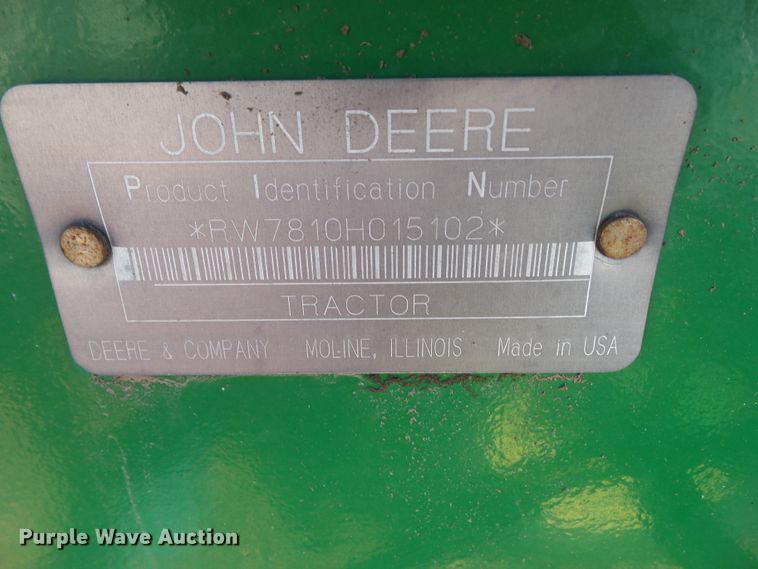 JOHN DEERE
Product Identification Number
*RW7810H015102*
TRACTOR
DEERE & COMPANY MOLINE, ILLINOIS Made in USA
Purple Wave Auction